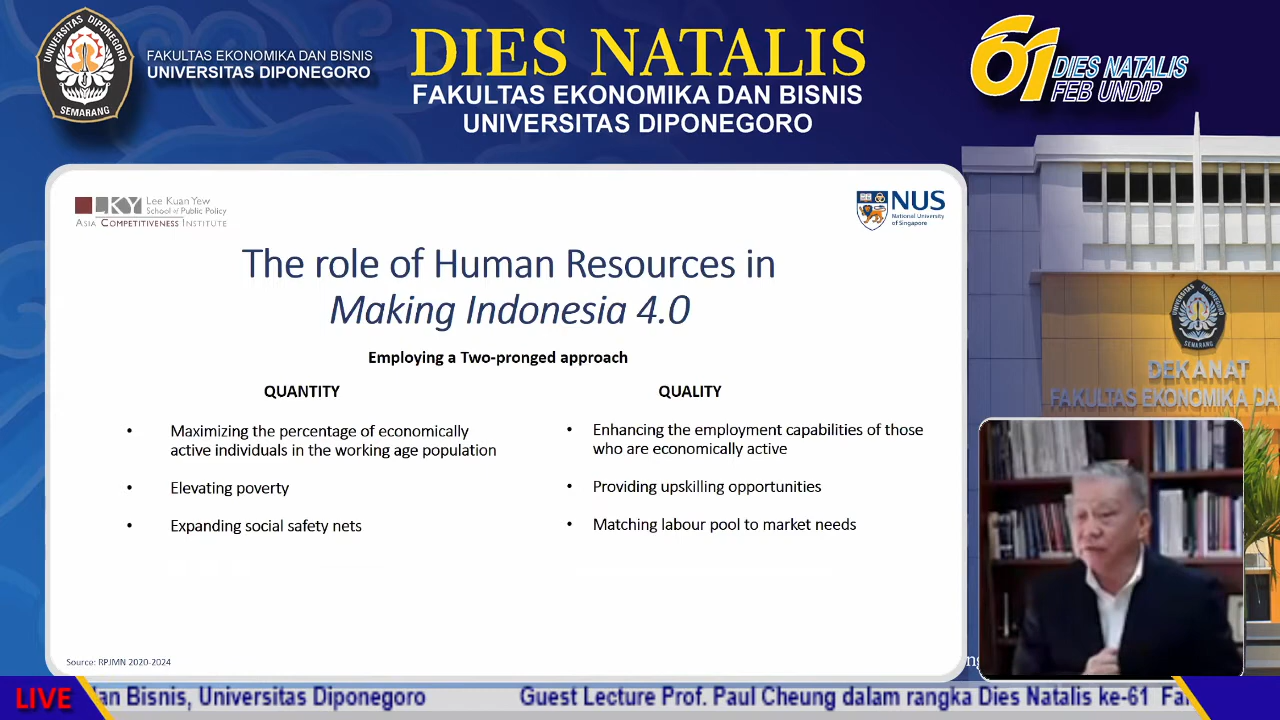 UNIVERSITAS DIPONEGORO
SEMARANG
FAKULTAS EKONOMIKA DAN BISNIS
UNIVERSITAS DIPONEGORO
DIES NATALIS
FAKULTAS EKONOMIKA DAN BISNIS
UNIVERSITAS DIPONEGORO
61 DIES NATALIS
FEB UNDIP
LKY Lee Kuan Yew
School of Public Policy
ASIA COMPETITIVENESS INSTITUTE
NUS
National University
of Singapore
The role of Human Resources in
Making Indonesia 4.0
Employing a Two-pronged approach
QUANTITY
• Maximizing the percentage of economically
active individuals in the working age population
• Elevating poverty
• Expanding social safety nets
QUALITY
• Enhancing the employment capabilities of those
who are economically active
• Providing upskilling opportunities
• Matching labour pool to market needs
Source: RPJMN 2020-2024
SEMARANG
DEKANAT
FAKULTAS EKONOMIKA DA
LIVE dan Bisnis, Universitas Diponegoro Guest Lecture Prof. Paul Cheung dalam rangka Dies Natalis ke-61